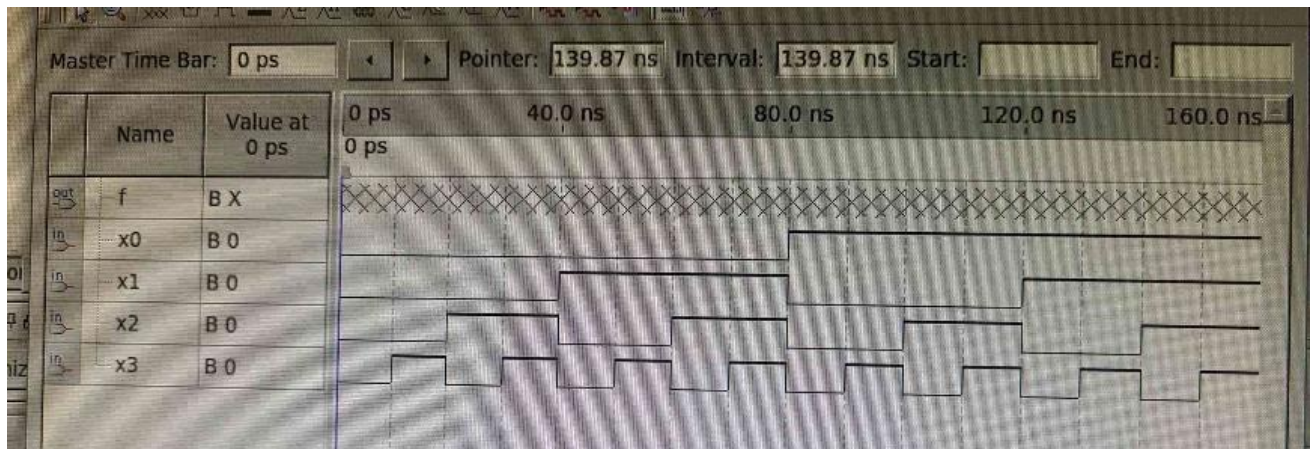 Master Time Bar: 0 ps Pointer: 139.87 ns Interval: 139.87 ns Start: End:
Name Value at 0 ps 0 ps 40.0 ns 80.0 ns 120.0 ns 160.0 ns
0 ps
out f B X
in x0 B 0
in x1 B 0
in x2 B 0
in x3 B 0